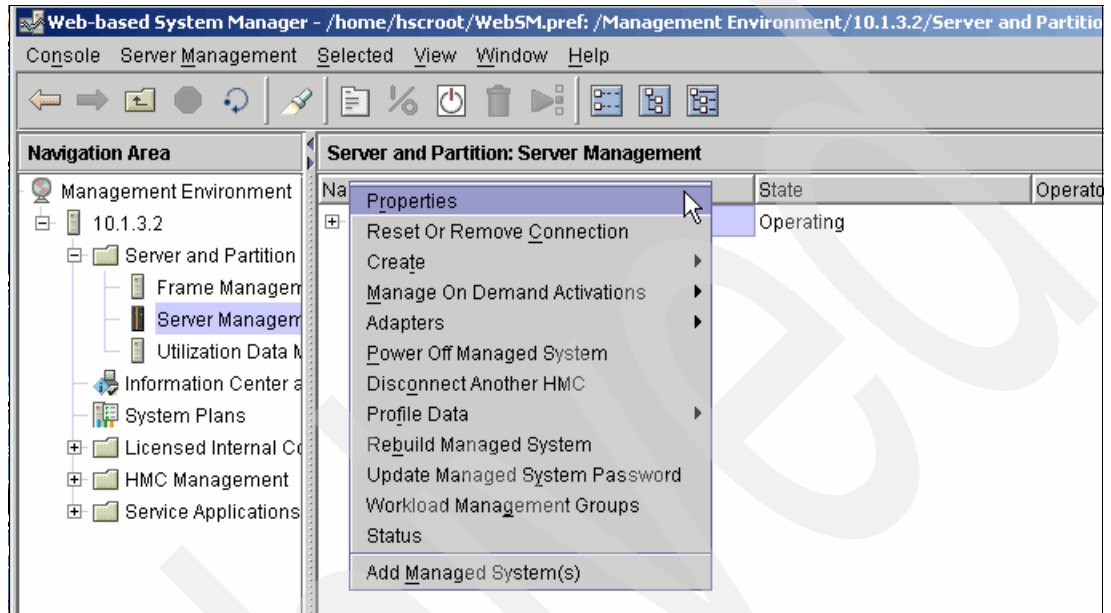 Web-based System Manager - /home/hscroot/WebSM.pref: /Management Environment/10.1.3.2/Server and Partitio
Console Server Management Selected View Window Help
Navigation Area
Server and Partition: Server Management
Management Environment
10.1.3.2
Server and Partition
Frame Managem
Server Managem
Utilization Data M
Information Center a
System Plans
Licensed Internal Co
HMC Management
Service Applications
Na State Operato
Operating
Properties
Reset Or Remove Connection
Create
Manage On Demand Activations
Adapters
Power Off Managed System
Disconnect Another HMC
Profile Data
Rebuild Managed System
Update Managed System Password
Workload Management Groups
Status
Add Managed System(s)